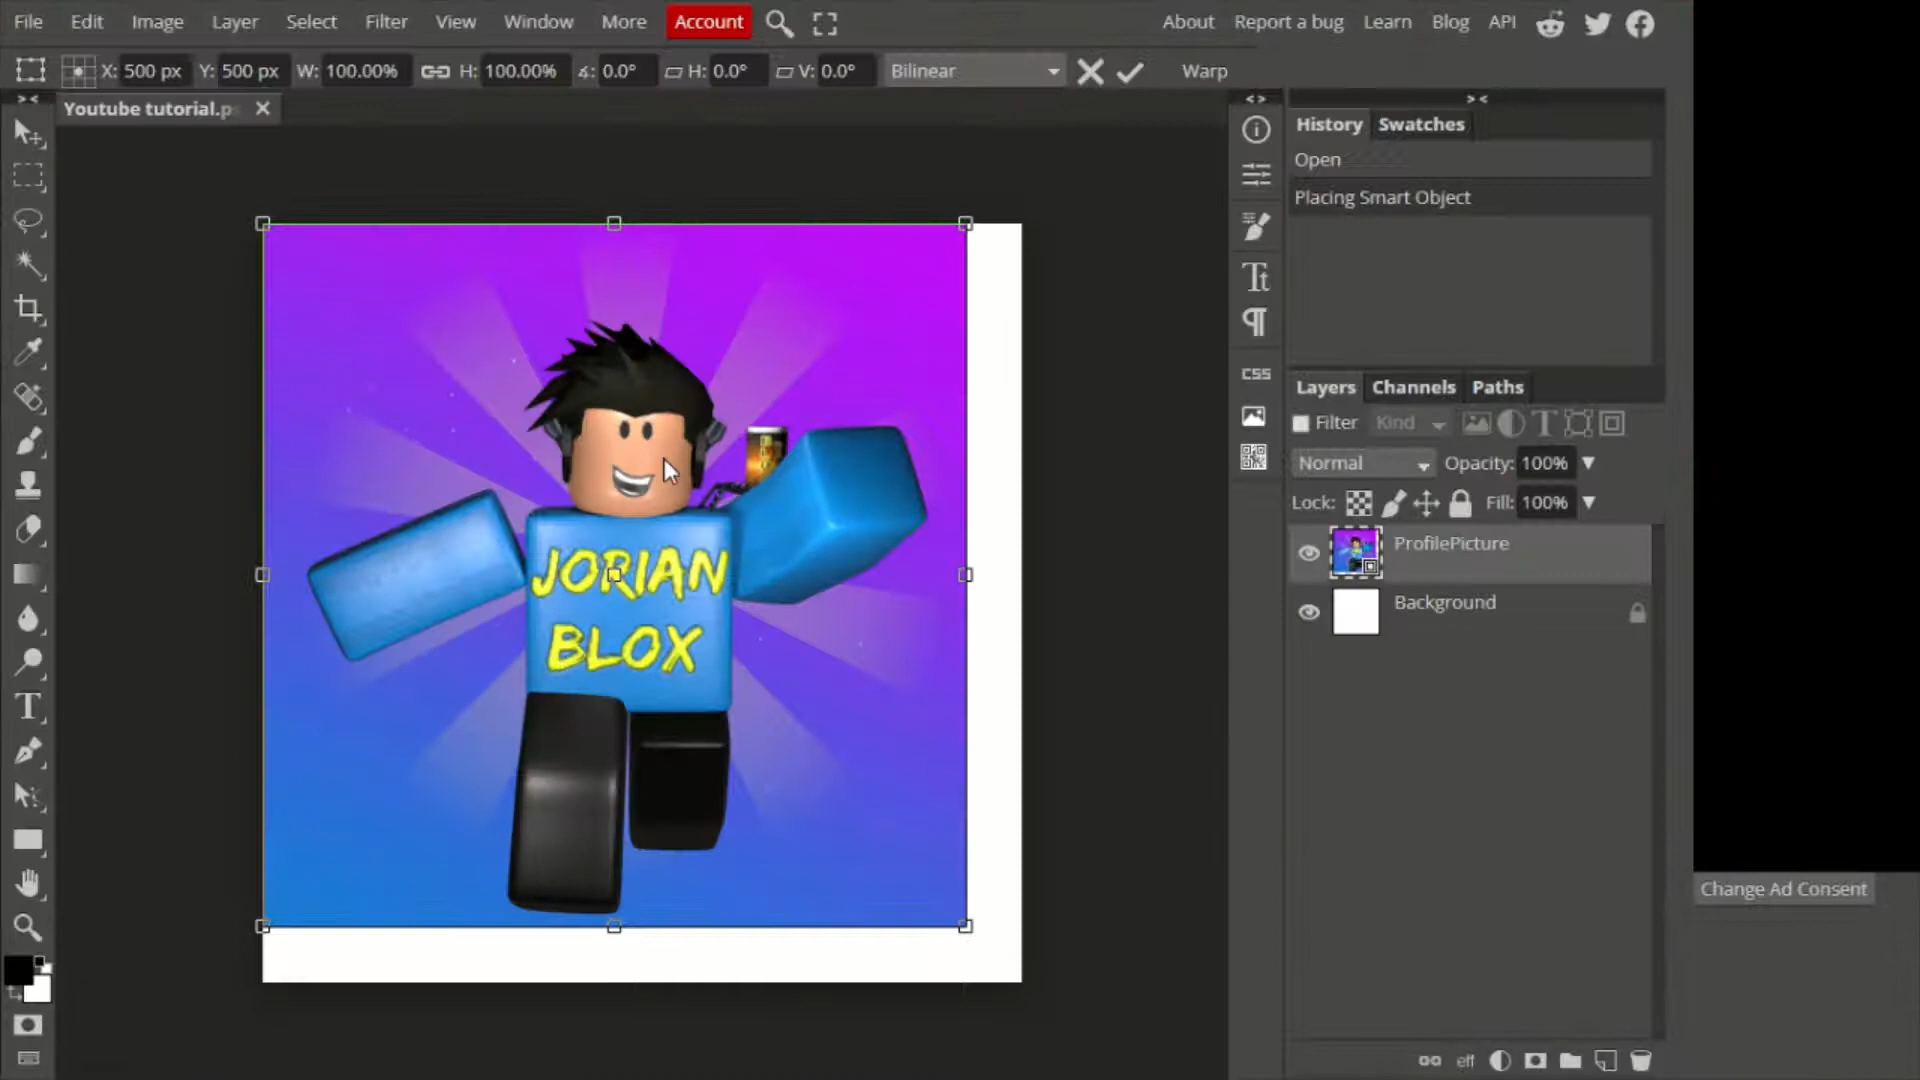 File Edit Image Layer Select Filter View Window More Account About Report a bug Learn Blog API
X: 500 px Y: 500 px W: 100.00% H: 100.00% ∡: 0.0° H: 0.0° V: 0.0° Bilinear Warp
> < Youtube tutorial.ps < > > <
History Swatches
Open
Placing Smart Object
CSS
Layers Channels Paths
Filter Kind
Normal Opacity: 100%
Lock: Fill: 100%
ProfilePicture
Background
JORIAN
BLOX
Change Ad Consent
eff